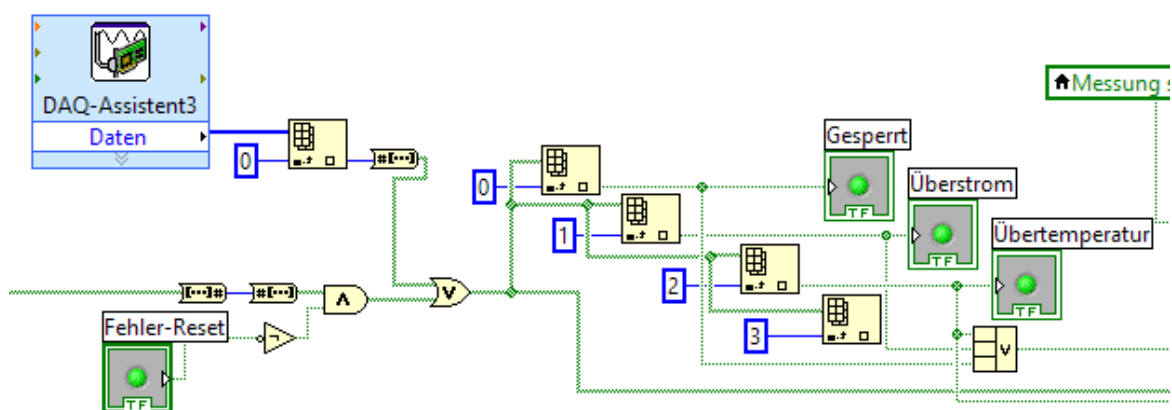 DAQ-Assistent3
Daten
0
#[···]
0
1
2
3
Gesperrt
TF
Überstrom
TF
Übertemperatur
TF
Messung s
[···]#
#[···]
Λ
V
V
Fehler-Reset
TF